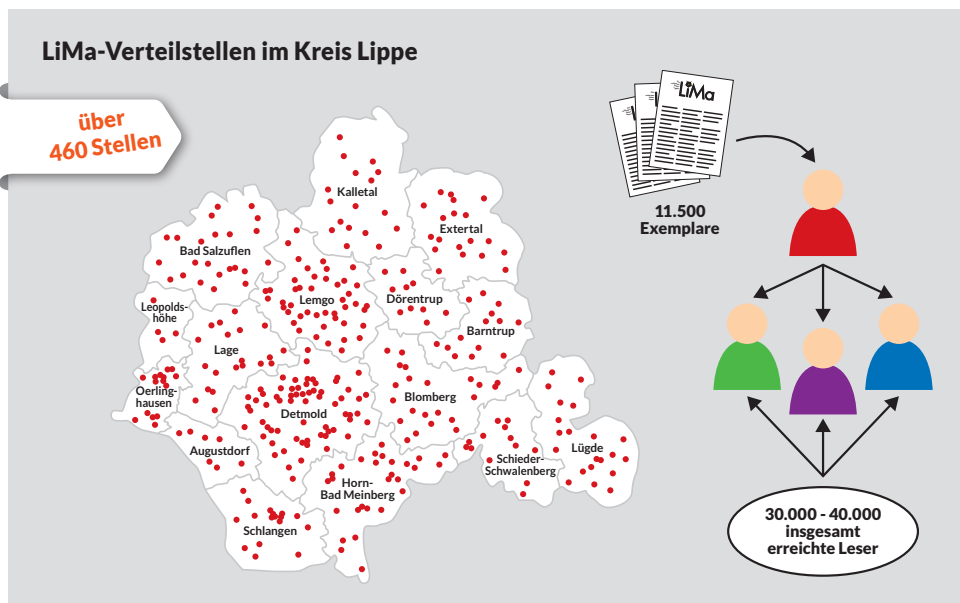 LiMa-Verteilstellen im Kreis Lippe
über
460 Stellen
LiMa
11.500
Exemplare
Kalletal
Extertal
Bad Salzuflen
Lemgo
Dörentrup
Leopolds-
höhe
Barntrup
Lage
Oerling-
hausen
Blomberg
Detmold
Augustdorf
Lügde
Schieder-
Schwalenberg
Horn-
Bad Meinberg
Schlangen
30.000 - 40.000
insgesamt
erreichte Leser